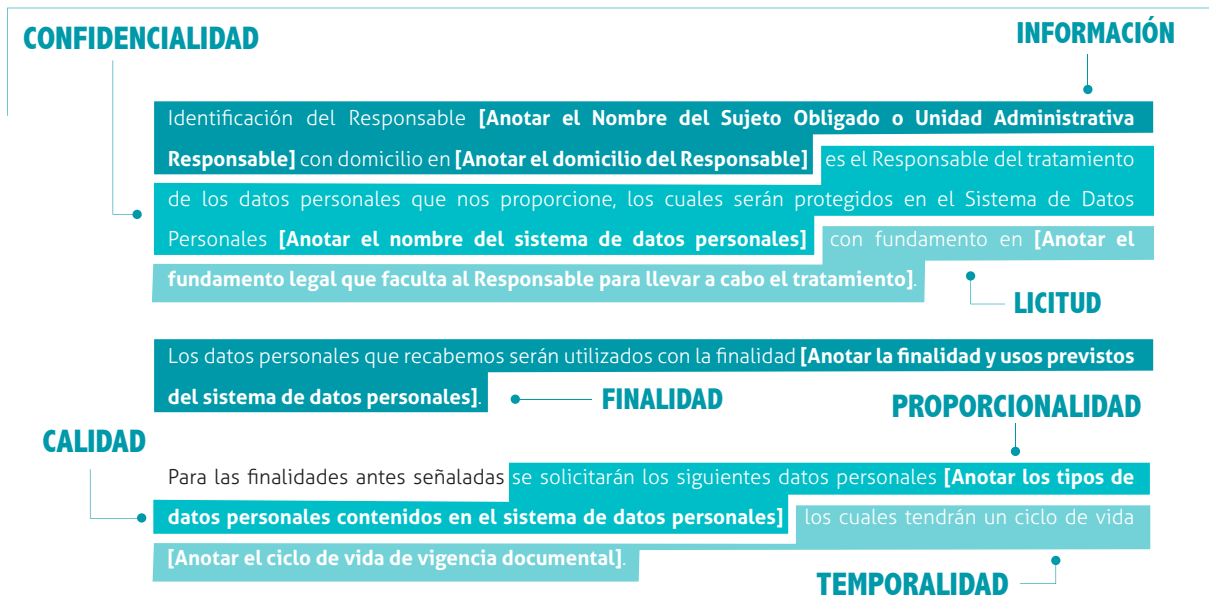 CONFIDENCIALIDAD
INFORMACIÓN
Identificación del Responsable [Anotar el Nombre del Sujeto Obligado o Unidad Administrativa
Responsable] con domicilio en [Anotar el domicilio del Responsable] es el Responsable del tratamiento
de los datos personales que nos proporcione, los cuales serán protegidos en el Sistema de Datos
Personales [Anotar el nombre del sistema de datos personales] con fundamento en [Anotar el
fundamento legal que faculta al Responsable para llevar a cabo el tratamiento].
LICITUD
Los datos personales que recabemos serán utilizados con la finalidad [Anotar la finalidad y usos previstos
del sistema de datos personales].
FINALIDAD
PROPORCIONALIDAD
CALIDAD
Para las finalidades antes señaladas se solicitarán los siguientes datos personales [Anotar los tipos de
datos personales contenidos en el sistema de datos personales] los cuales tendrán un ciclo de vida
[Anotar el ciclo de vida de vigencia documental].
TEMPORALIDAD